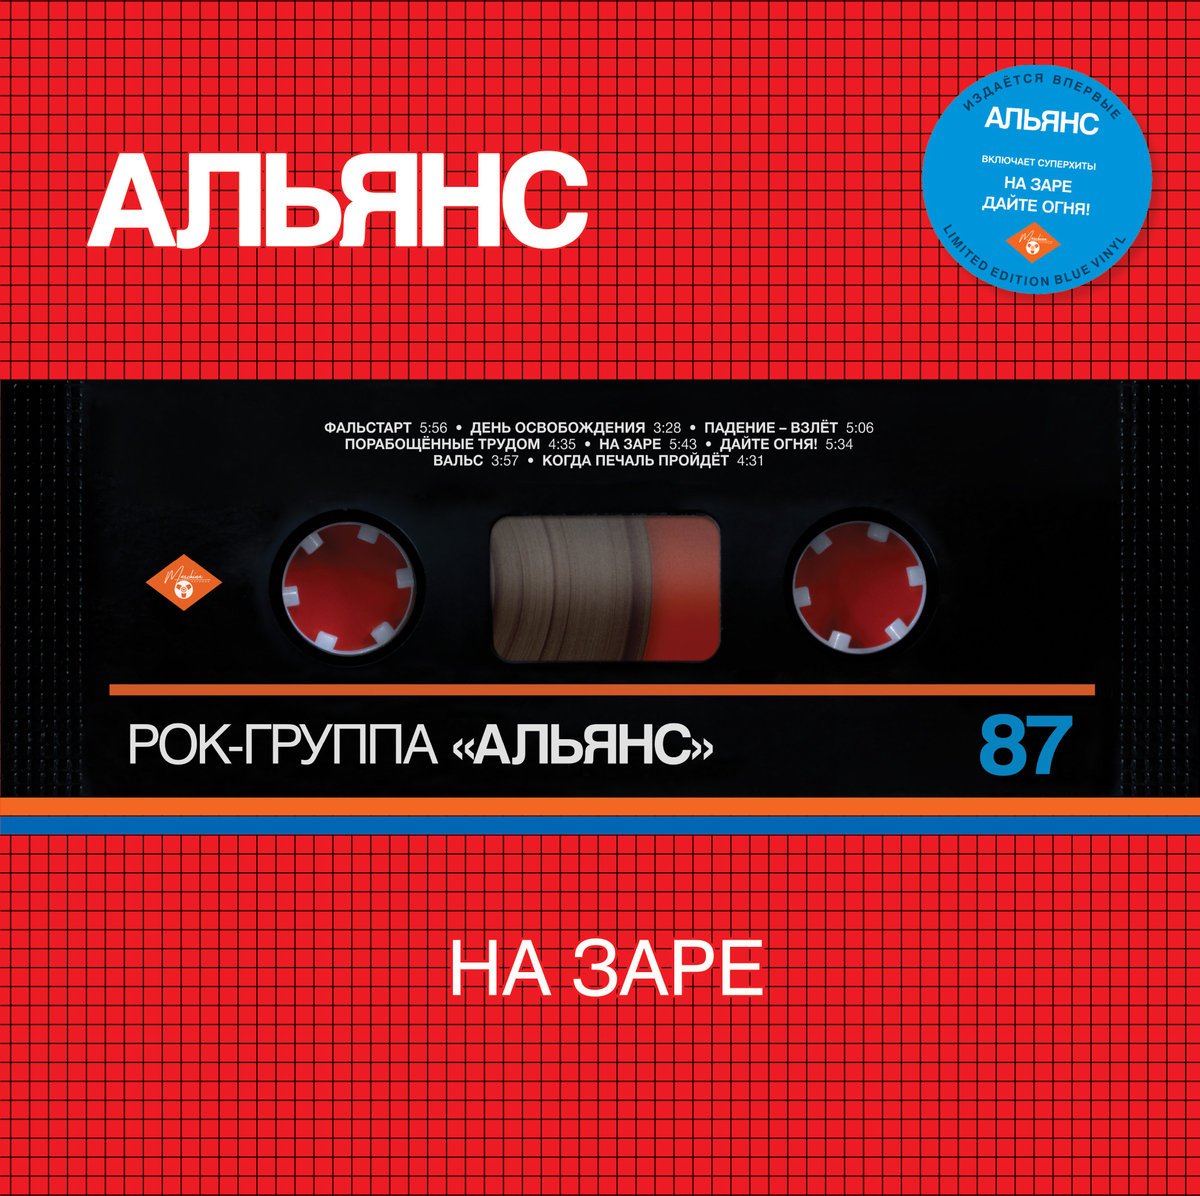 ИЗДАЁТСЯ ВПЕРВЫЕ
АЛЬЯНС
ВКЛЮЧАЕТ СУПЕРХИТЫ
НА ЗАРЕ
ДАЙТЕ ОГНЯ!
Maschina
LIMITED EDITION BLUE VINYL
АЛЬЯНС
ФАЛЬСТАРТ 5:56 • ДЕНЬ ОСВОБОЖДЕНИЯ 3:28 • ПАДЕНИЕ – ВЗЛЁТ 5:06
ПОРАБОЩЁННЫЕ ТРУДОМ 4:35 • НА ЗАРЕ 5:43 • ДАЙТЕ ОГНЯ! 5:34
ВАЛЬС 3:57 • КОГДА ПЕЧАЛЬ ПРОЙДЁТ 4:31
Maschina
РОК-ГРУППА «АЛЬЯНС» 87
НА ЗАРЕ